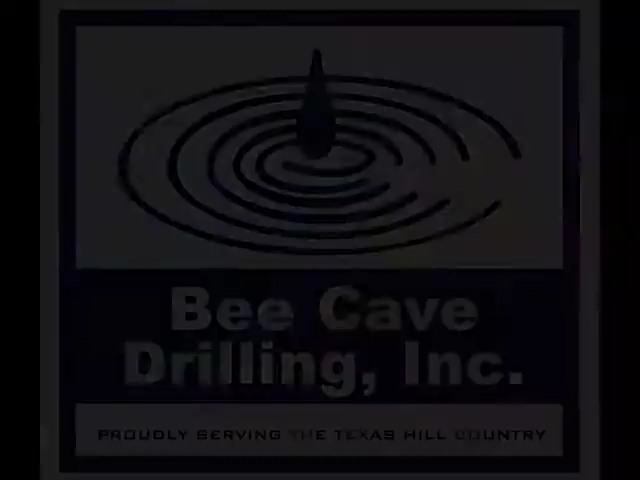 Bee Cave
Drilling, Inc.
PROUDLY SERVING THE TEXAS HILL COUNTRY